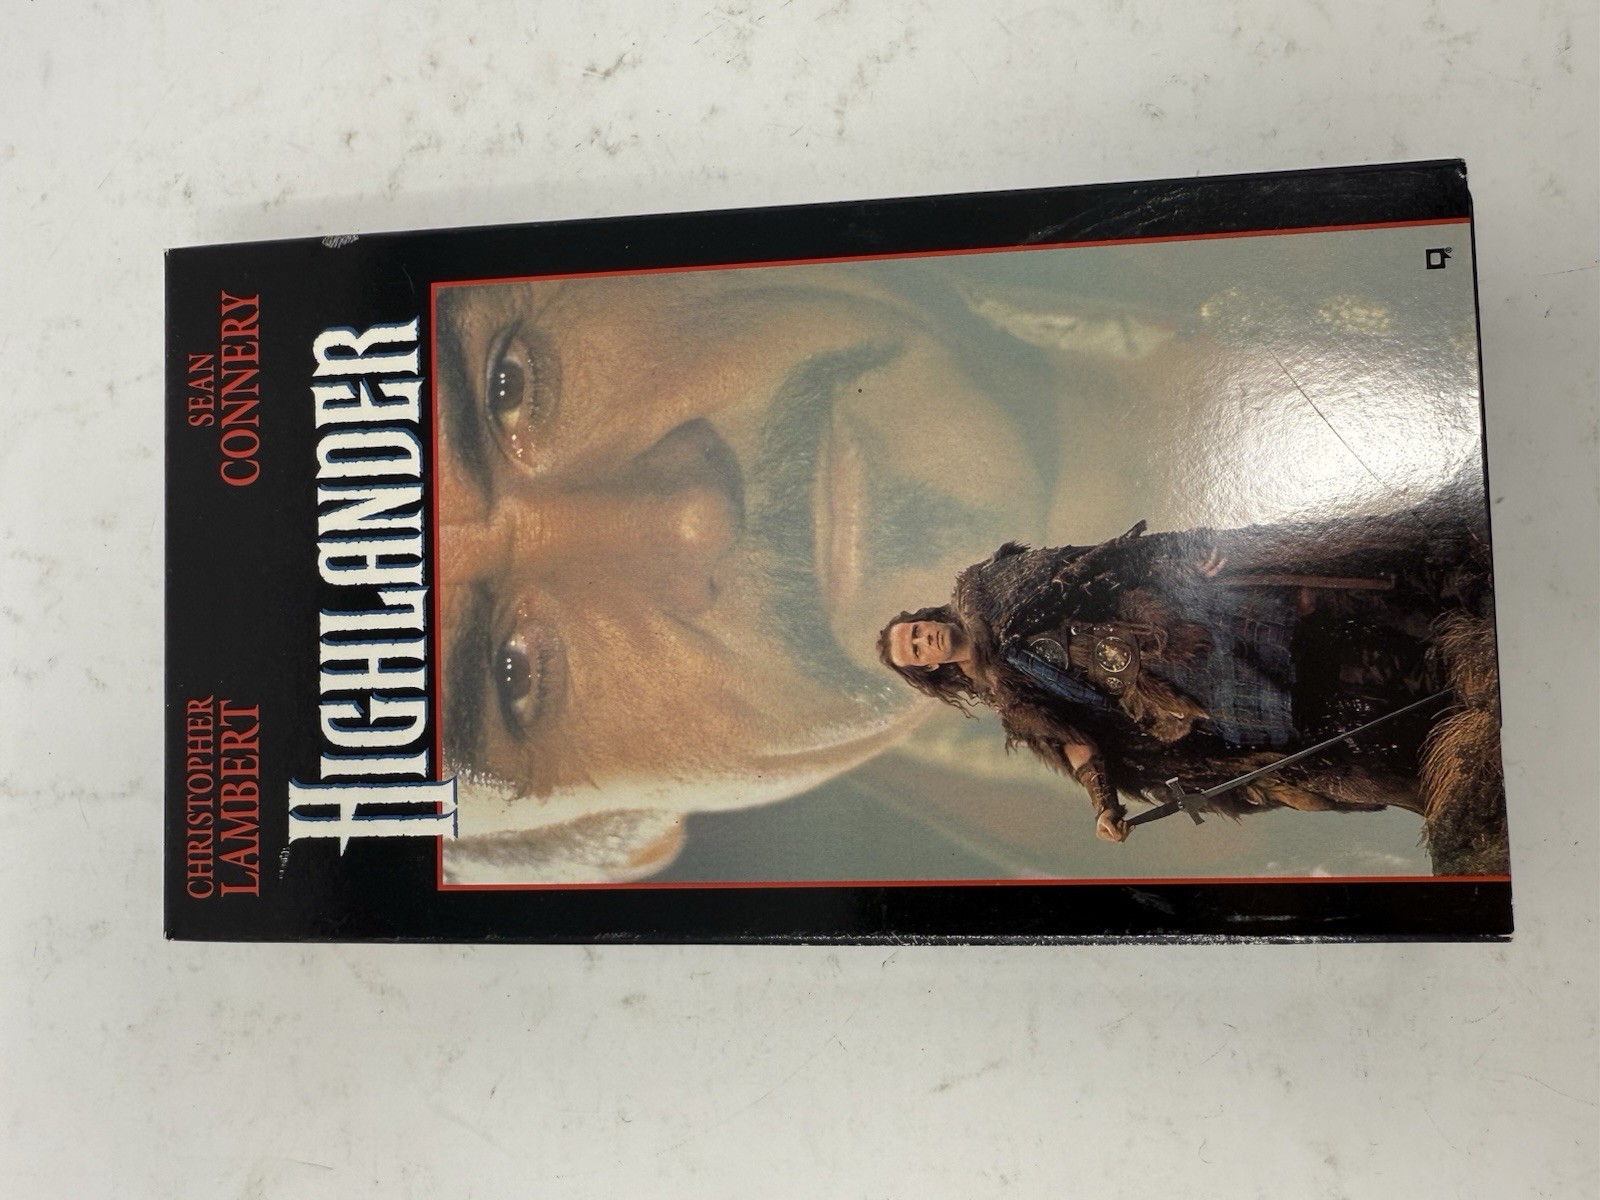 CHRISTOPHER
LAMBERT
SEAN
CONNERY
HIGHLANDER